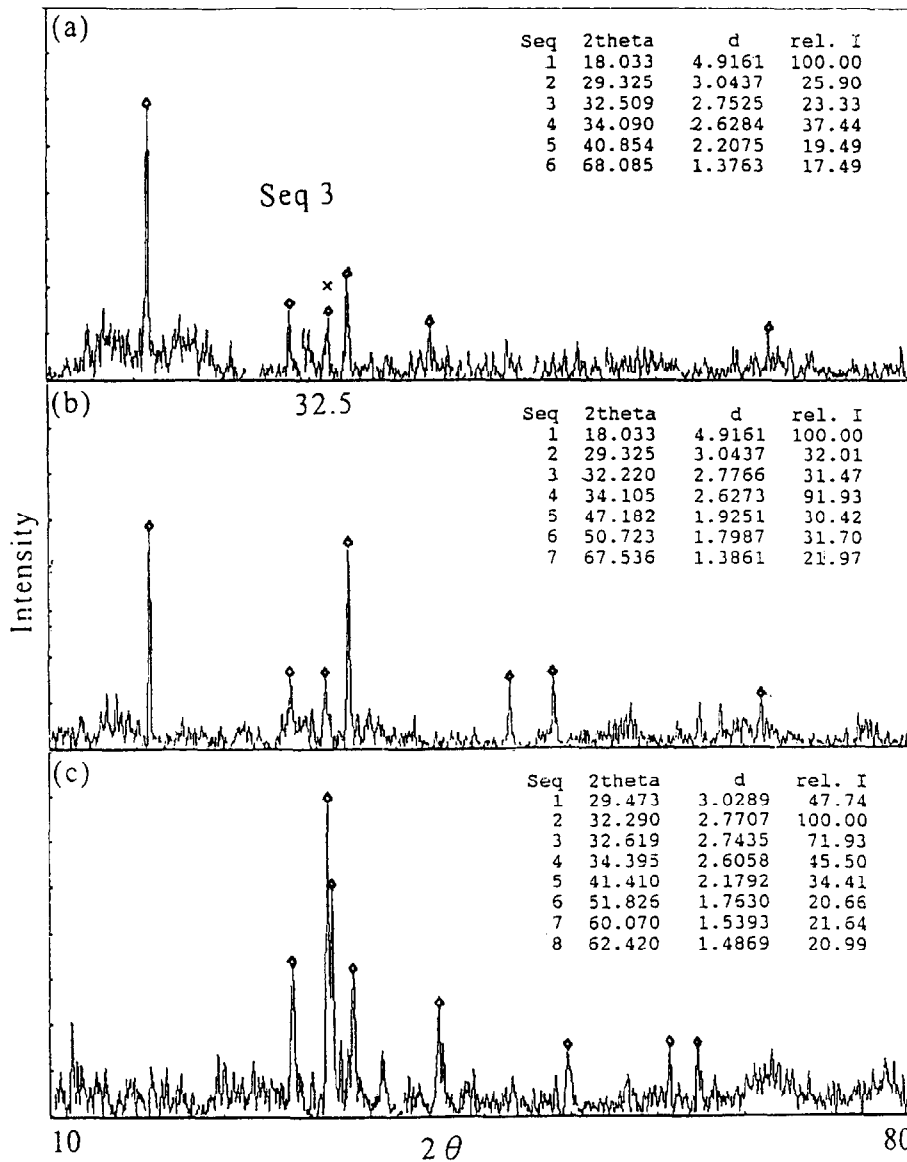 (a)
Seq 2theta d rel. I
1 18.033 4.9161 100.00
2 29.325 3.0437 25.90
3 32.509 2.7525 23.33
4 34.090 2.6284 37.44
5 40.854 2.2075 19.49
6 68.085 1.3763 17.49
Seq 3
×
(b)
32.5
Seq 2theta d rel. I
1 18.033 4.9161 100.00
2 29.325 3.0437 32.01
3 32.220 2.7766 31.47
4 34.105 2.6273 91.93
5 47.182 1.9251 30.42
6 50.723 1.7987 31.70
7 67.536 1.3861 21.97
Intensity
(c)
Seq 2theta d rel. I
1 29.473 3.0289 47.74
2 32.290 2.7707 100.00
3 32.619 2.7435 71.93
4 34.395 2.6058 45.50
5 41.410 2.1792 34.41
6 51.826 1.7630 20.66
7 60.070 1.5393 21.64
8 62.420 1.4869 20.99
10 2θ 80